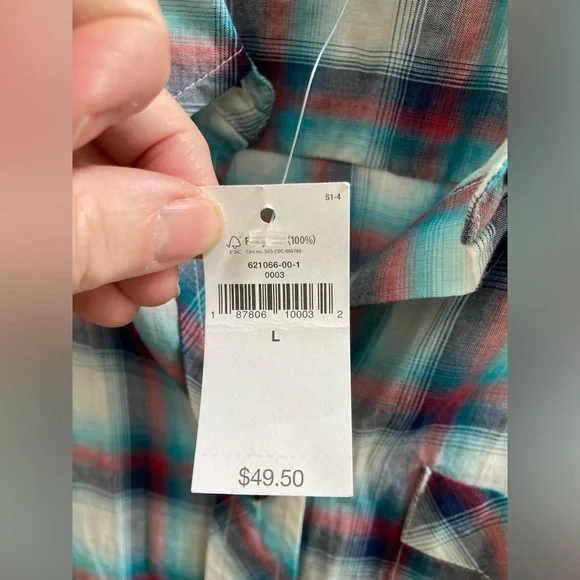 S1-4
FSC (100%)
621066-00-1
0003
1 87806 10003 2
L
$49.50